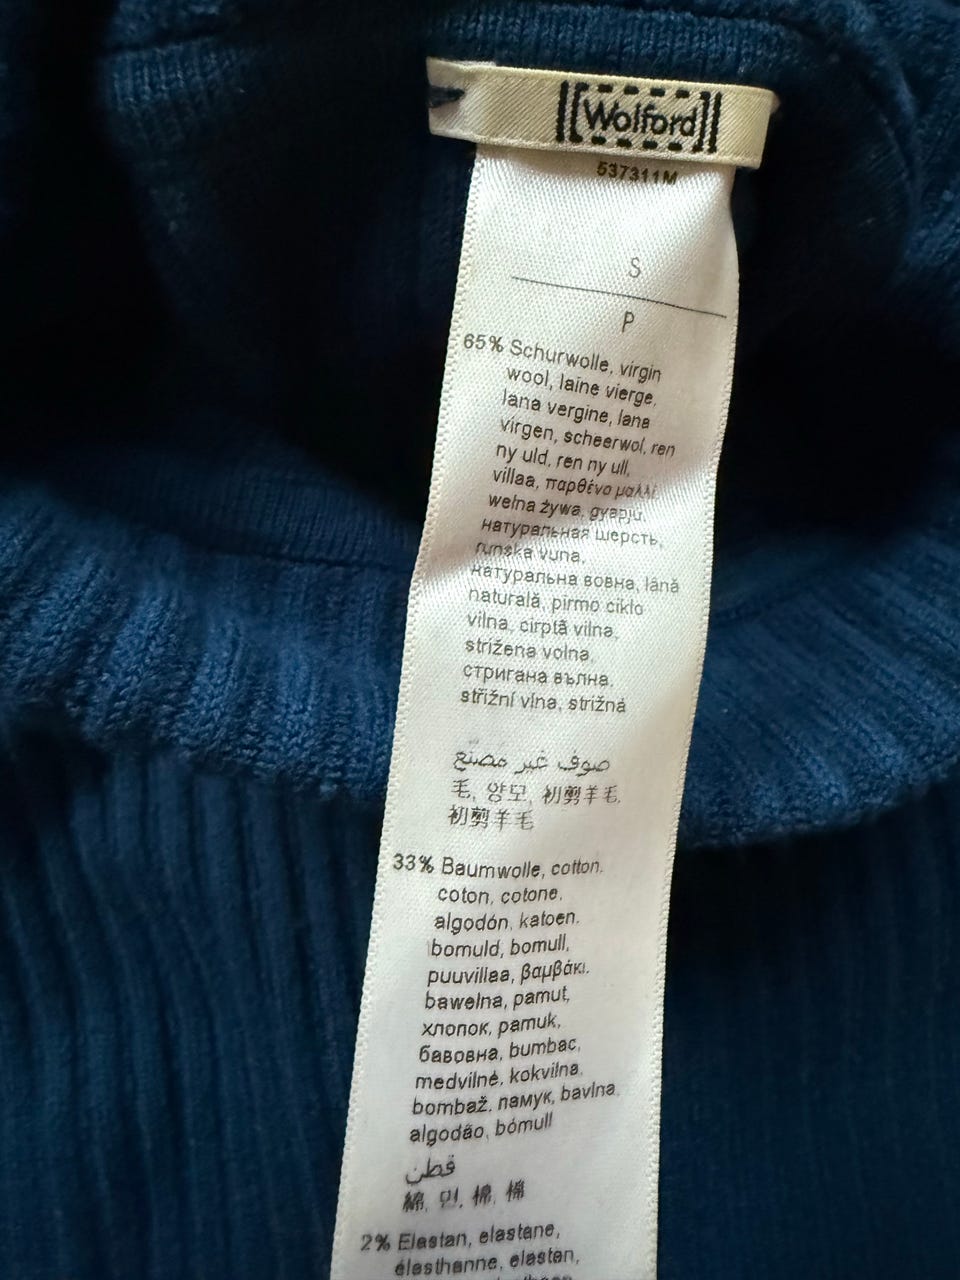 [Wolford]
537311M
S
P
65% Schurwolle, virgin
wool, laine vierge,
lana vergine, lana
virgen, scheerwol, ren
ny uld, ren ny ull,
villaa, παρθένο μαλλί,
wełna żywa, gyapjú,
натуральная шерсть,
runska vuna,
натуральна вовна, lână
naturală, pirmo ciklo
vilna, cirptā vilna,
strižena volna,
стригана вълна,
střižní vlna, strižná
صوف غير مصنع
毛, 양모, 初剪羊毛,
初剪羊毛
33% Baumwolle, cotton,
coton, cotone,
algodón, katoen,
bomuld, bomull,
puuvillaa, βαμβάκι,
bawełna, pamut,
хлопок, pamuk,
бавовна, bumbac,
medvilnė, kokvilna,
bombaž, памук, bavlna,
algodão, bómull
قطن
綿, 면, 棉, 棉
2% Elastan, elastane,
élasthanne, elastan,